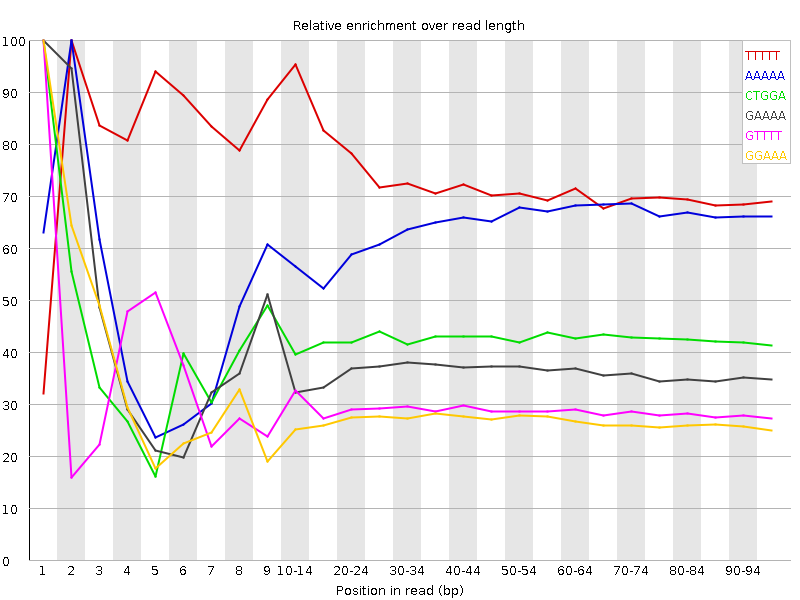 Relative enrichment over read length
100
90
80
70
60
50
40
30
20
10
0
TTTTT
AAAAA
CTGGA
GAAAA
GTTTT
GGAAA
1 2 3 4 5 6 7 8 9 10-14 20-24 30-34 40-44 50-54 60-64 70-74 80-84 90-94
Position in read (bp)